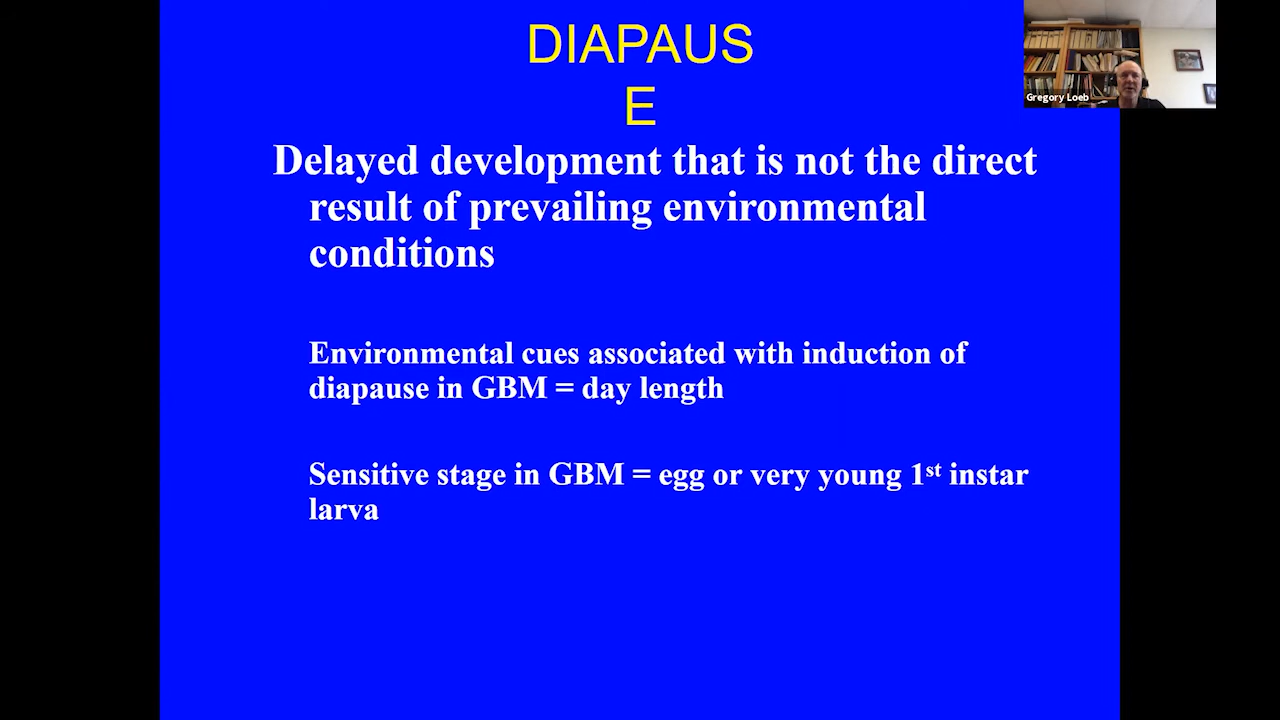 DIAPAUS
E
Gregory Loeb
Delayed development that is not the direct
result of prevailing environmental
conditions
Environmental cues associated with induction of
diapause in GBM = day length
Sensitive stage in GBM = egg or very young 1st instar
larva